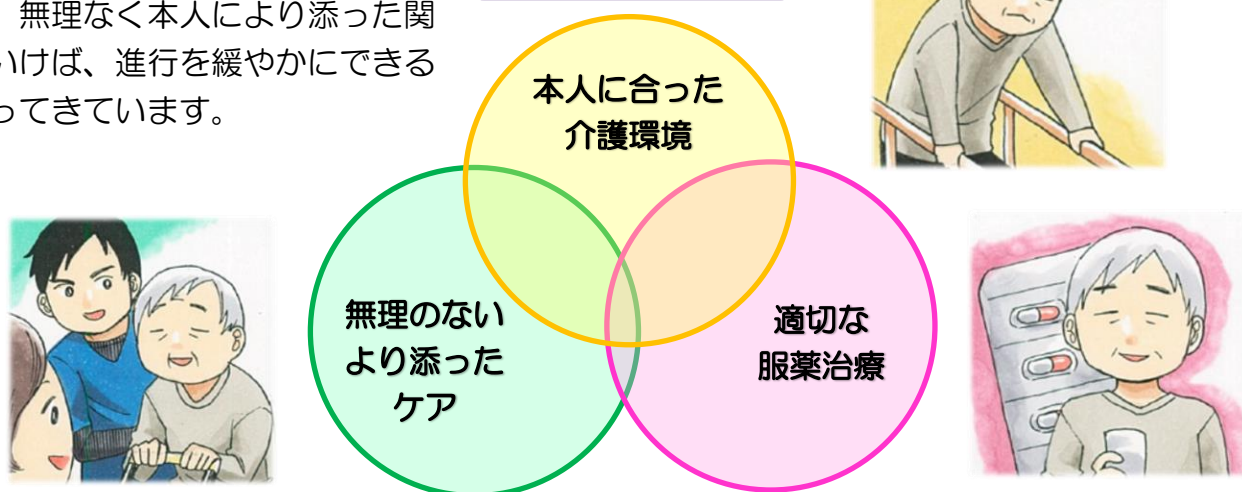 無理なく本人により添った関
いけば、進行を緩やかにできる
ってきています。
本人に合った
介護環境
無理のない
より添った
ケア
適切な
服薬治療